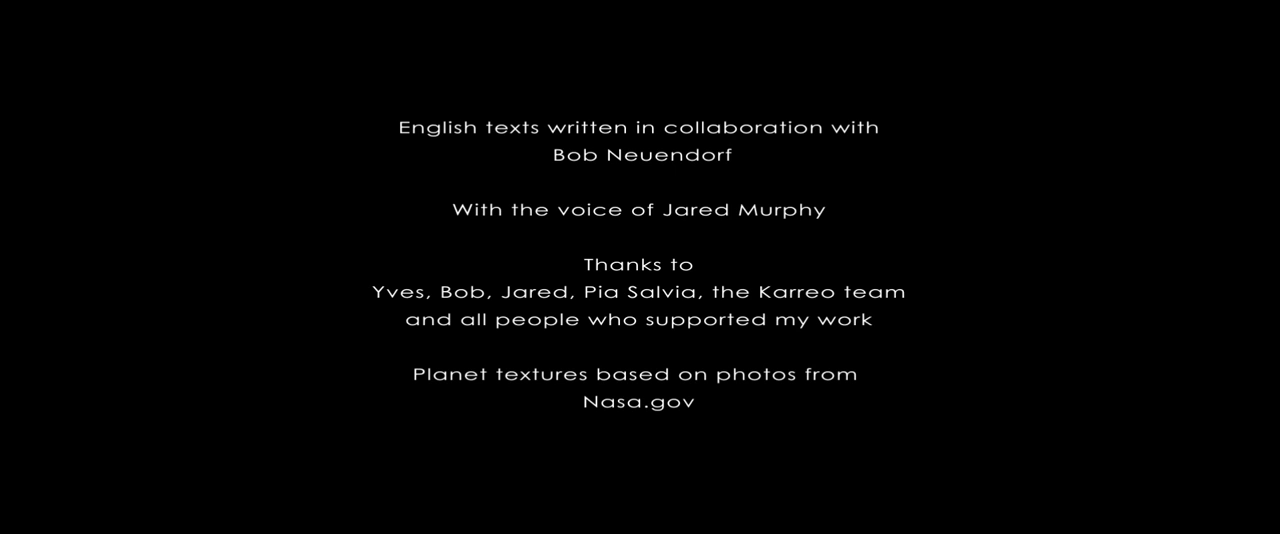 English texts written in collaboration with
Bob Neuendorf
With the voice of Jared Murphy
Thanks to
Yves, Bob, Jared, Pia Salvia, the Karreo team
and all people who supported my work
Planet textures based on photos from
Nasa.gov